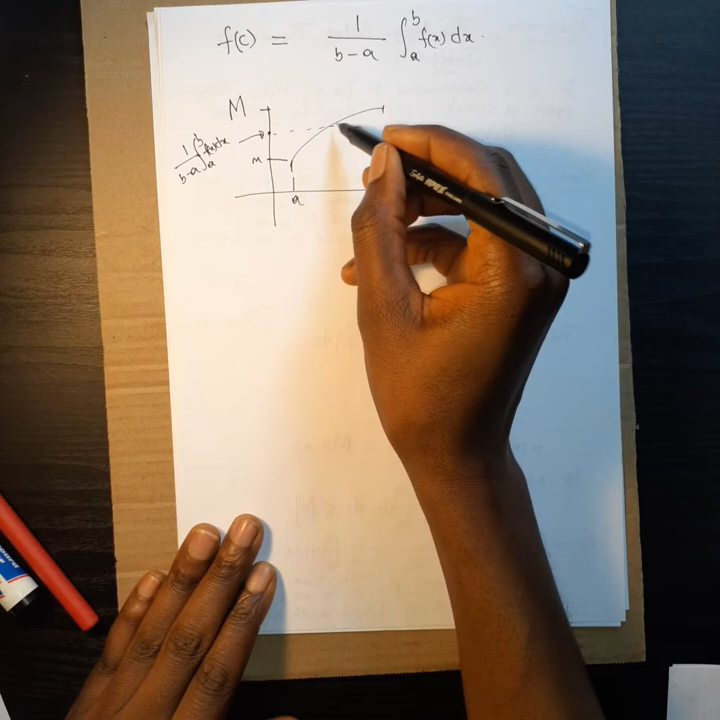 f(c) = 1/(b-a) ∫_a^b f(x) dx.
M
1/(b-a) ∫_a^b f(x)dx
m
a